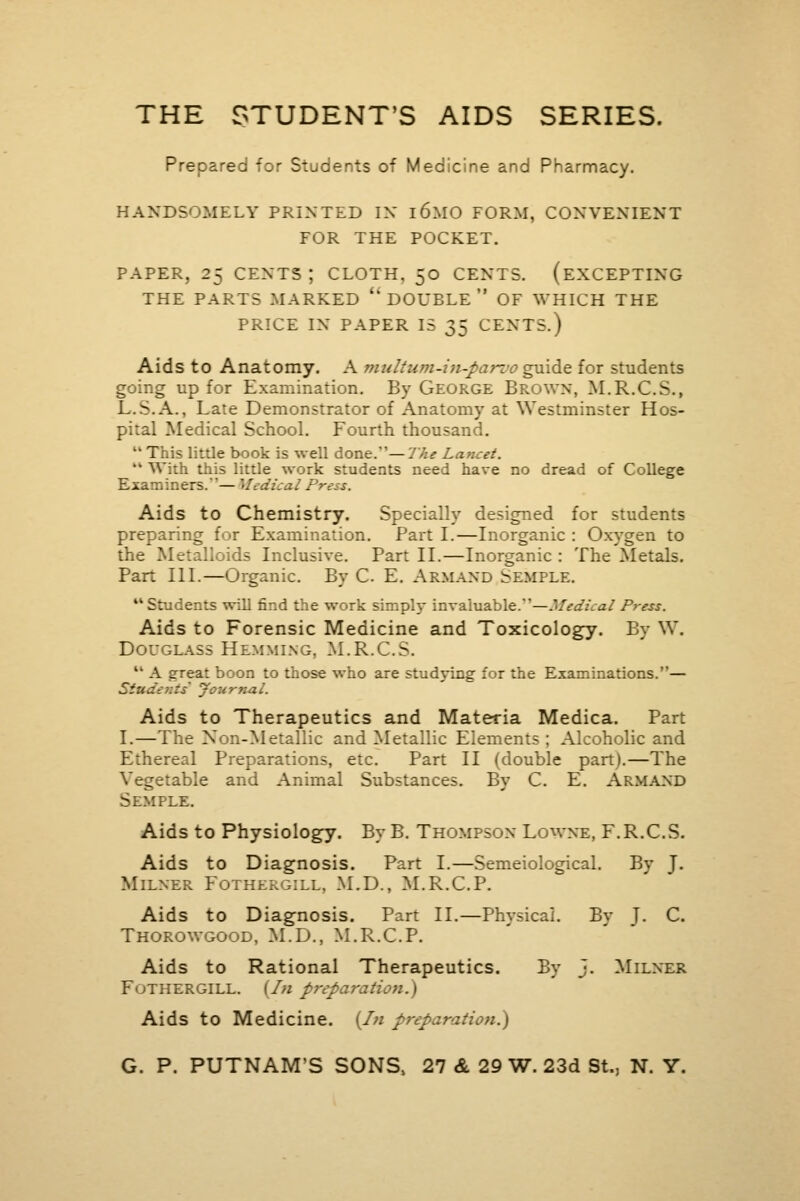 THE STUDENT'S AIDS SERIES.
Prepared for Students of Medicine and Pharmacy.
HANDSOMELY PRINTED IN 16MO FORM, CONVENIENT
FOR THE POCKET.
PAPER, 25 CENTS; CLOTH, 50 CENTS. (EXCEPTING
THE PARTS MARKED "DOUBLE" OF WHICH THE
PRICE IN PAPER IS 35 CENTS.)
Aids to Anatomy. A multum-in-parvo guide for students
going up for Examination. By GEORGE BROWN, M.R.C.S.,
L.S.A., Late Demonstrator of Anatomy at Westminster Hos-
pital Medical School. Fourth thousand.
"This little book is well done."—The Lancet.
"With this little work students need have no dread of College
Examiners."—Medical Press.
Aids to Chemistry. Specially designed for students
preparing for Examination. Part I.—Inorganic: Oxygen to
the Metalloids Inclusive. Part II.—Inorganic: The Metals.
Part III.—Organic. By C. E. ARMAND SEMPLE.
"Students will find the work simply invaluable."—Medical Press.
Aids to Forensic Medicine and Toxicology. By W.
DOUGLASS HEMMING, M.R.C.S.
"A great boon to those who are studying for the Examinations."—
Students' Journal.
Aids to Therapeutics and Materia Medica. Part
I.—The Non-Metallic and Metallic Elements; Alcoholic and
Ethereal Preparations, etc. Part II (double part).—The
Vegetable and Animal Substances. By C. E. ARMAND
SEMPLE.
Aids to Physiology. By B. THOMPSON LOWNE, F.R.C.S.
Aids to Diagnosis. Part I.—Semeiological. By J.
MILNER FOTHERGILL, M.D., M.R.C.P.
Aids to Diagnosis. Part II.—Physical. By J. C.
THOROWGOOD, M.D., M.R.C.P.
Aids to Rational Therapeutics. By J. MILNER
FOTHERGILL. (In preparation.)
Aids to Medicine. (In preparation.)
G. P. PUTNAM'S SONS, 27 & 29 W. 23d St., N. Y.